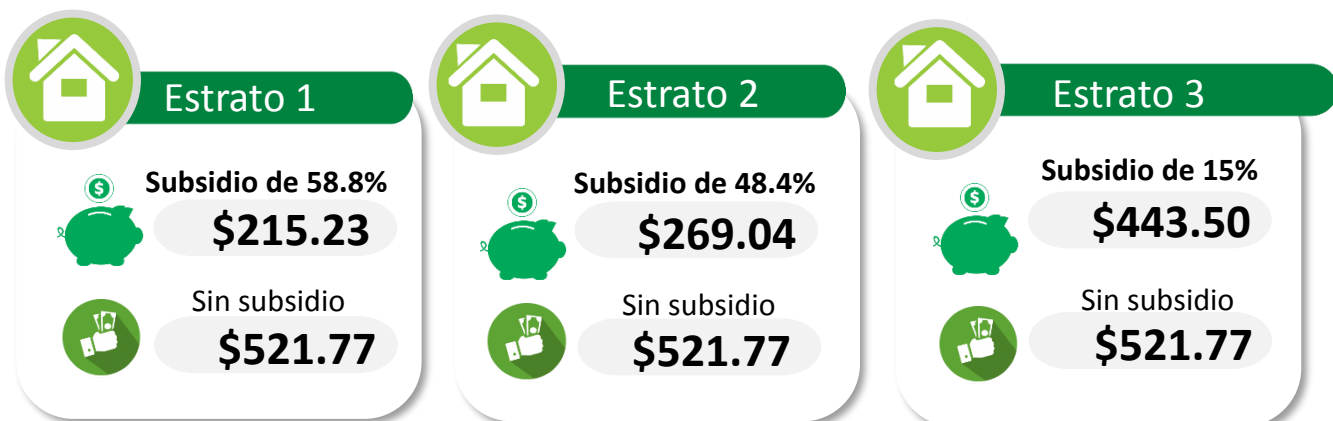 Estrato 1
$
Subsidio de 58.8%
$215.23
Sin subsidio
$521.77
Estrato 2
$
Subsidio de 48.4%
$269.04
Sin subsidio
$521.77
Estrato 3
$
Subsidio de 15%
$443.50
Sin subsidio
$521.77